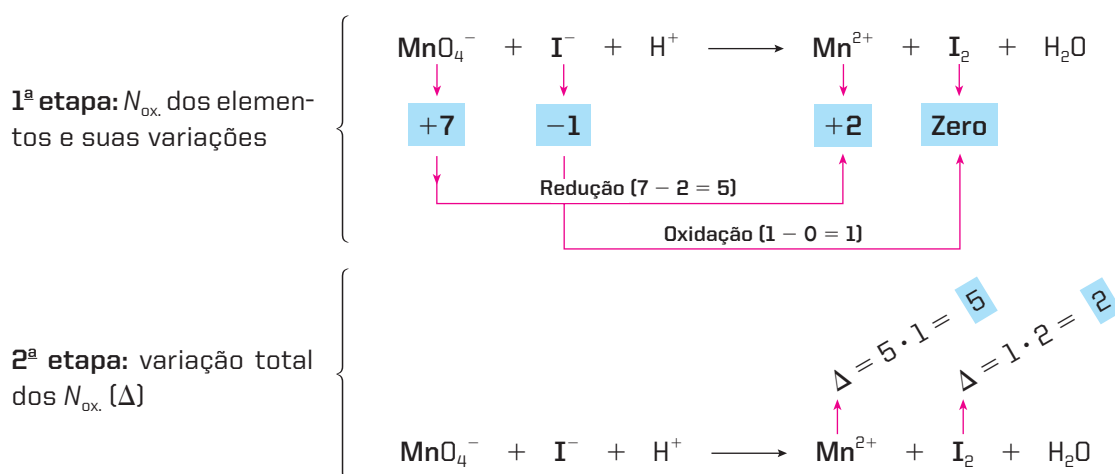 MnO₄⁻ + I⁻ + H⁺ ⟶ Mn²⁺ + I₂ + H₂O
1ª etapa: Nox. dos elemen-
tos e suas variações
+7 −1 +2 Zero
Redução (7 − 2 = 5)
Oxidação (1 − 0 = 1)
Δ = 5 · 1 = 5
Δ = 1 · 2 = 2
2ª etapa: variação total
dos Nox. (Δ)
MnO₄⁻ + I⁻ + H⁺ ⟶ Mn²⁺ + I₂ + H₂O